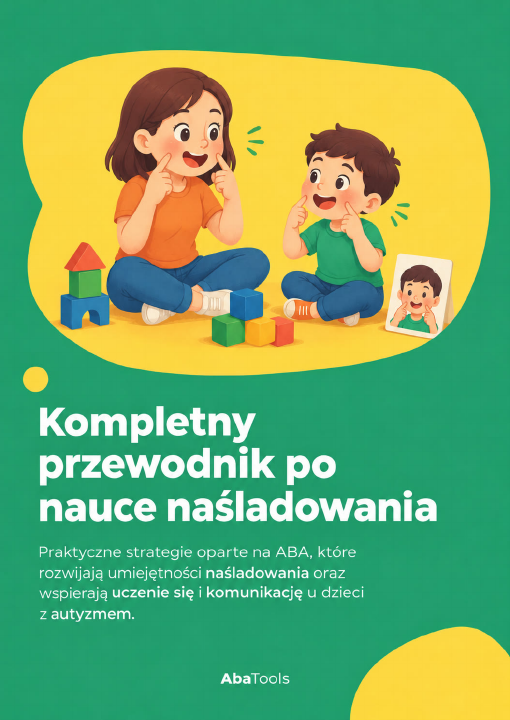 Kompletny
przewodnik po
nauce naśladowania
Praktyczne strategie oparte na ABA, które
rozwijają umiejętności naśladowania oraz
wspierają uczenie się i komunikację u dzieci
z autyzmem.
AbaTools